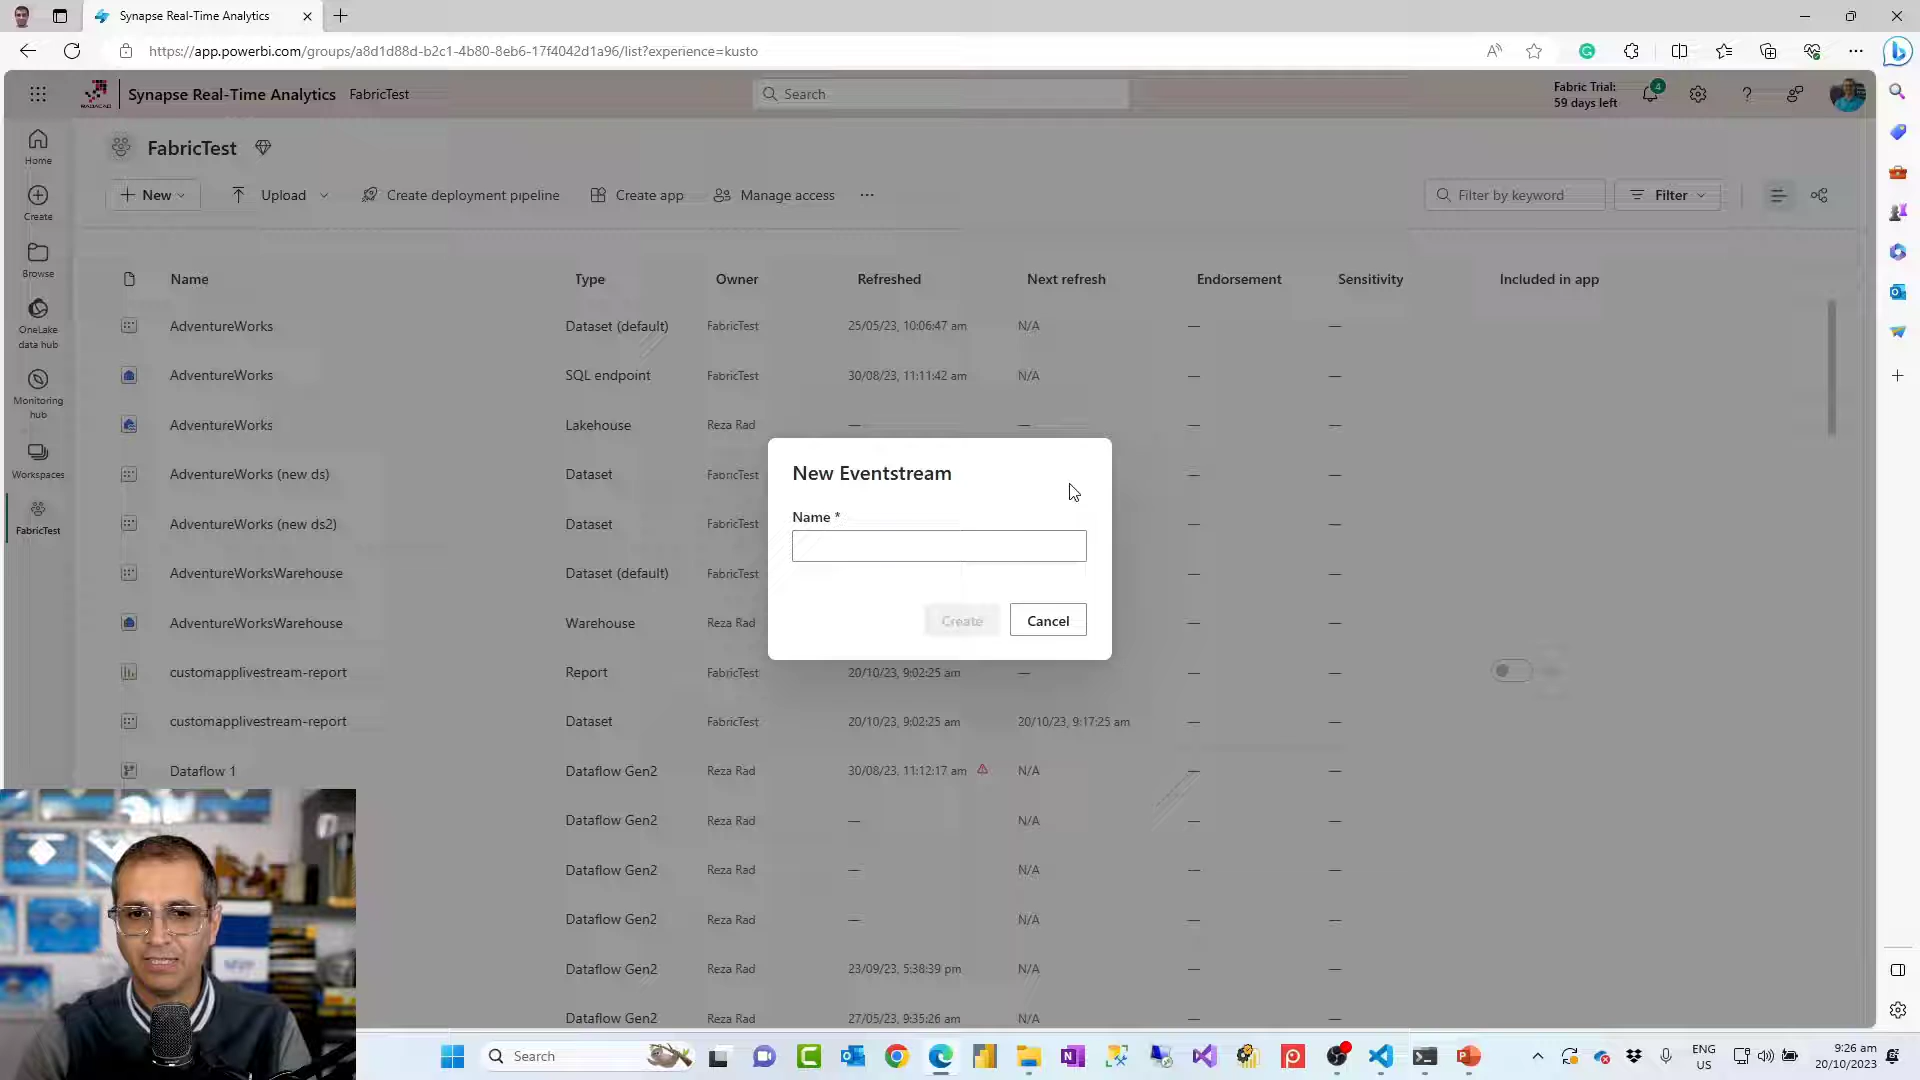 Synapse Real-Time Analytics
https://app.powerbi.com/groups/a8d1d88d-b2c1-4b80-8eb6-17f4042d1a96/list?experience=kusto
RADACAD
Synapse Real-Time Analytics FabricTest
Search
Fabric Trial:
59 days left
4
Home
Create
Browse
OneLake
data hub
Monitoring
hub
Workspaces
FabricTest
FabricTest
New Upload Create deployment pipeline Create app Manage access
Filter by keyword Filter
Name Type Owner Refreshed Next refresh Endorsement Sensitivity Included in app
AdventureWorks Dataset (default) FabricTest 25/05/23, 10:06:47 am N/A — —
AdventureWorks SQL endpoint FabricTest 30/08/23, 11:11:42 am N/A — —
AdventureWorks Lakehouse Reza Rad — — — —
AdventureWorks (new ds) Dataset FabricTest — —
AdventureWorks (new ds2) Dataset FabricTest — —
AdventureWorksWarehouse Dataset (default) FabricTest — —
AdventureWorksWarehouse Warehouse Reza Rad — —
customapplivestream-report Report FabricTest 20/10/23, 9:02:25 am — — —
customapplivestream-report Dataset FabricTest 20/10/23, 9:02:25 am 20/10/23, 9:17:25 am — —
Dataflow 1 Dataflow Gen2 Reza Rad 30/08/23, 11:12:17 am N/A — —
Dataflow Gen2 Reza Rad — N/A — —
Dataflow Gen2 Reza Rad — N/A — —
Dataflow Gen2 Reza Rad — N/A — —
Dataflow Gen2 Reza Rad 23/09/23, 5:38:39 pm N/A — —
Dataflow Gen2 Reza Rad 27/05/23, 9:35:26 am N/A — —
New Eventstream
Name *
Create
Cancel
MVP
Search
ENG
US
9:26 am
20/10/2023